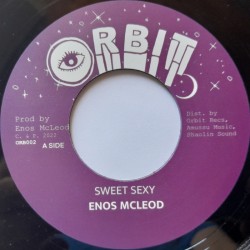 ORBIT
Prod by
Enos McLeod
C. & P. 2021
ORB002
A SIDE
Dist. by
Orbit Recs,
Amutsu Music,
Shaolin Sound
SWEET SEXY
ENOS MCLEOD